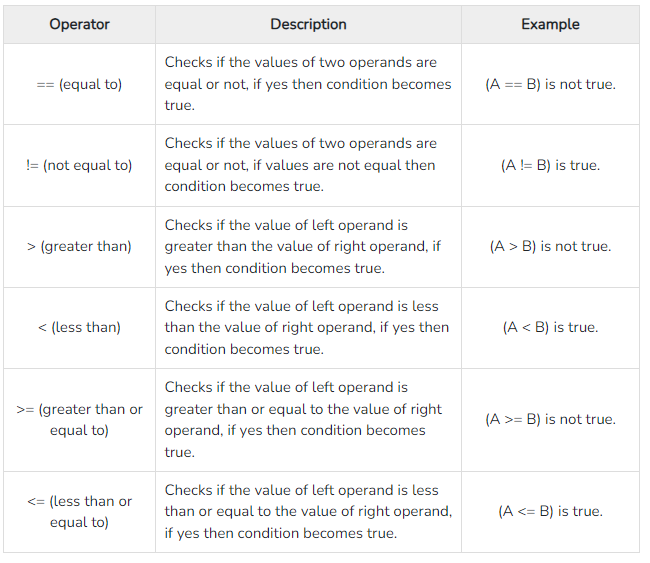 Operator Description Example
Checks if the values of two operands are
== (equal to) equal or not, if yes then condition becomes (A == B) is not true.
true.
Checks if the values of two operands are
!= (not equal to) equal or not, if values are not equal then (A != B) is true.
condition becomes true.
Checks if the value of left operand is
> (greater than) greater than the value of right operand, if (A > B) is not true.
yes then condition becomes true.
Checks if the value of left operand is less
< (less than) than the value of right operand, if yes then (A < B) is true.
condition becomes true.
Checks if the value of left operand is
>= (greater than or greater than or equal to the value of right
equal to) operand, if yes then condition becomes (A >= B) is not true.
true.
<= (less than or Checks if the value of left operand is less
equal to) than or equal to the value of right operand, (A <= B) is true.
if yes then condition becomes true.